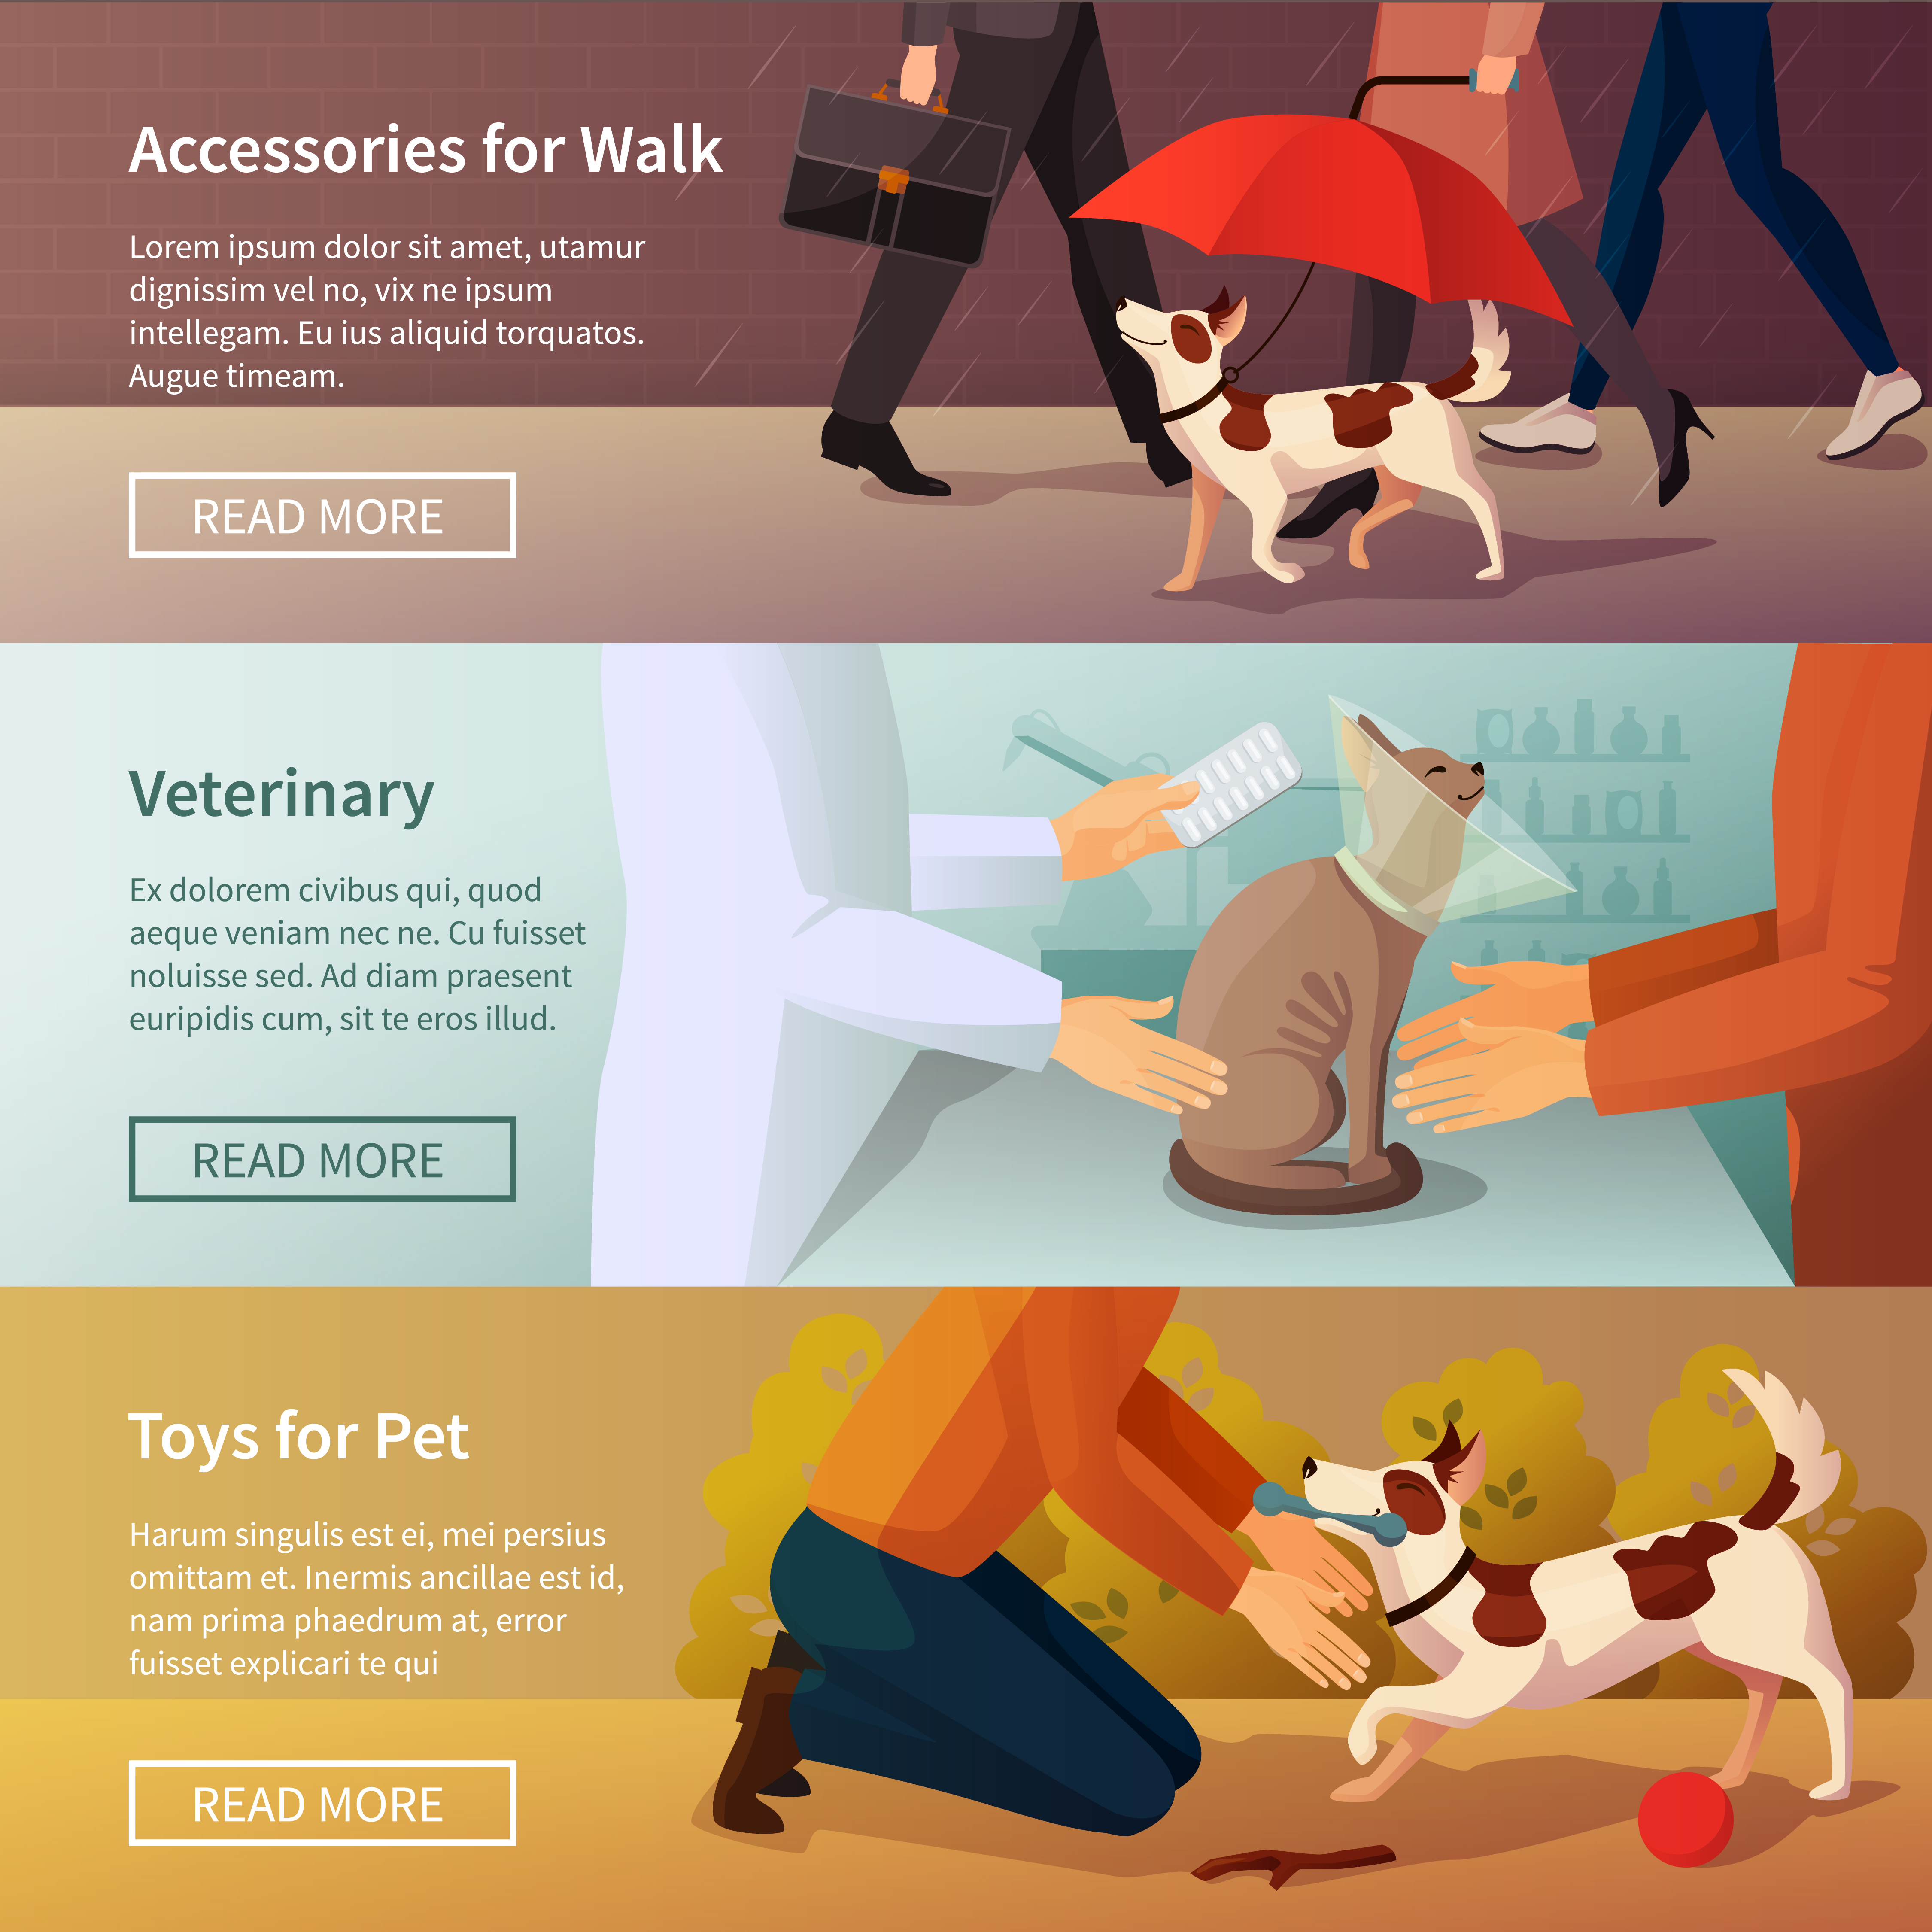 Accessories for Walk
Lorem ipsum dolor sit amet, utamur
dignissim vel no, vix ne ipsum
intellegam. Eu ius aliquid torquatos.
Augue timeam.
READ MORE
Veterinary
Ex dolorem civibus qui, quod
aeque veniam nec ne. Cu fuisset
noluisse sed. Ad diam praesent
euripidis cum, sit te eros illud.
READ MORE
Toys for Pet
Harum singulis est ei, mei persius
omittam et. Inermis ancillae est id,
nam prima phaedrum at, error
fuisset explicari te qui
READ MORE